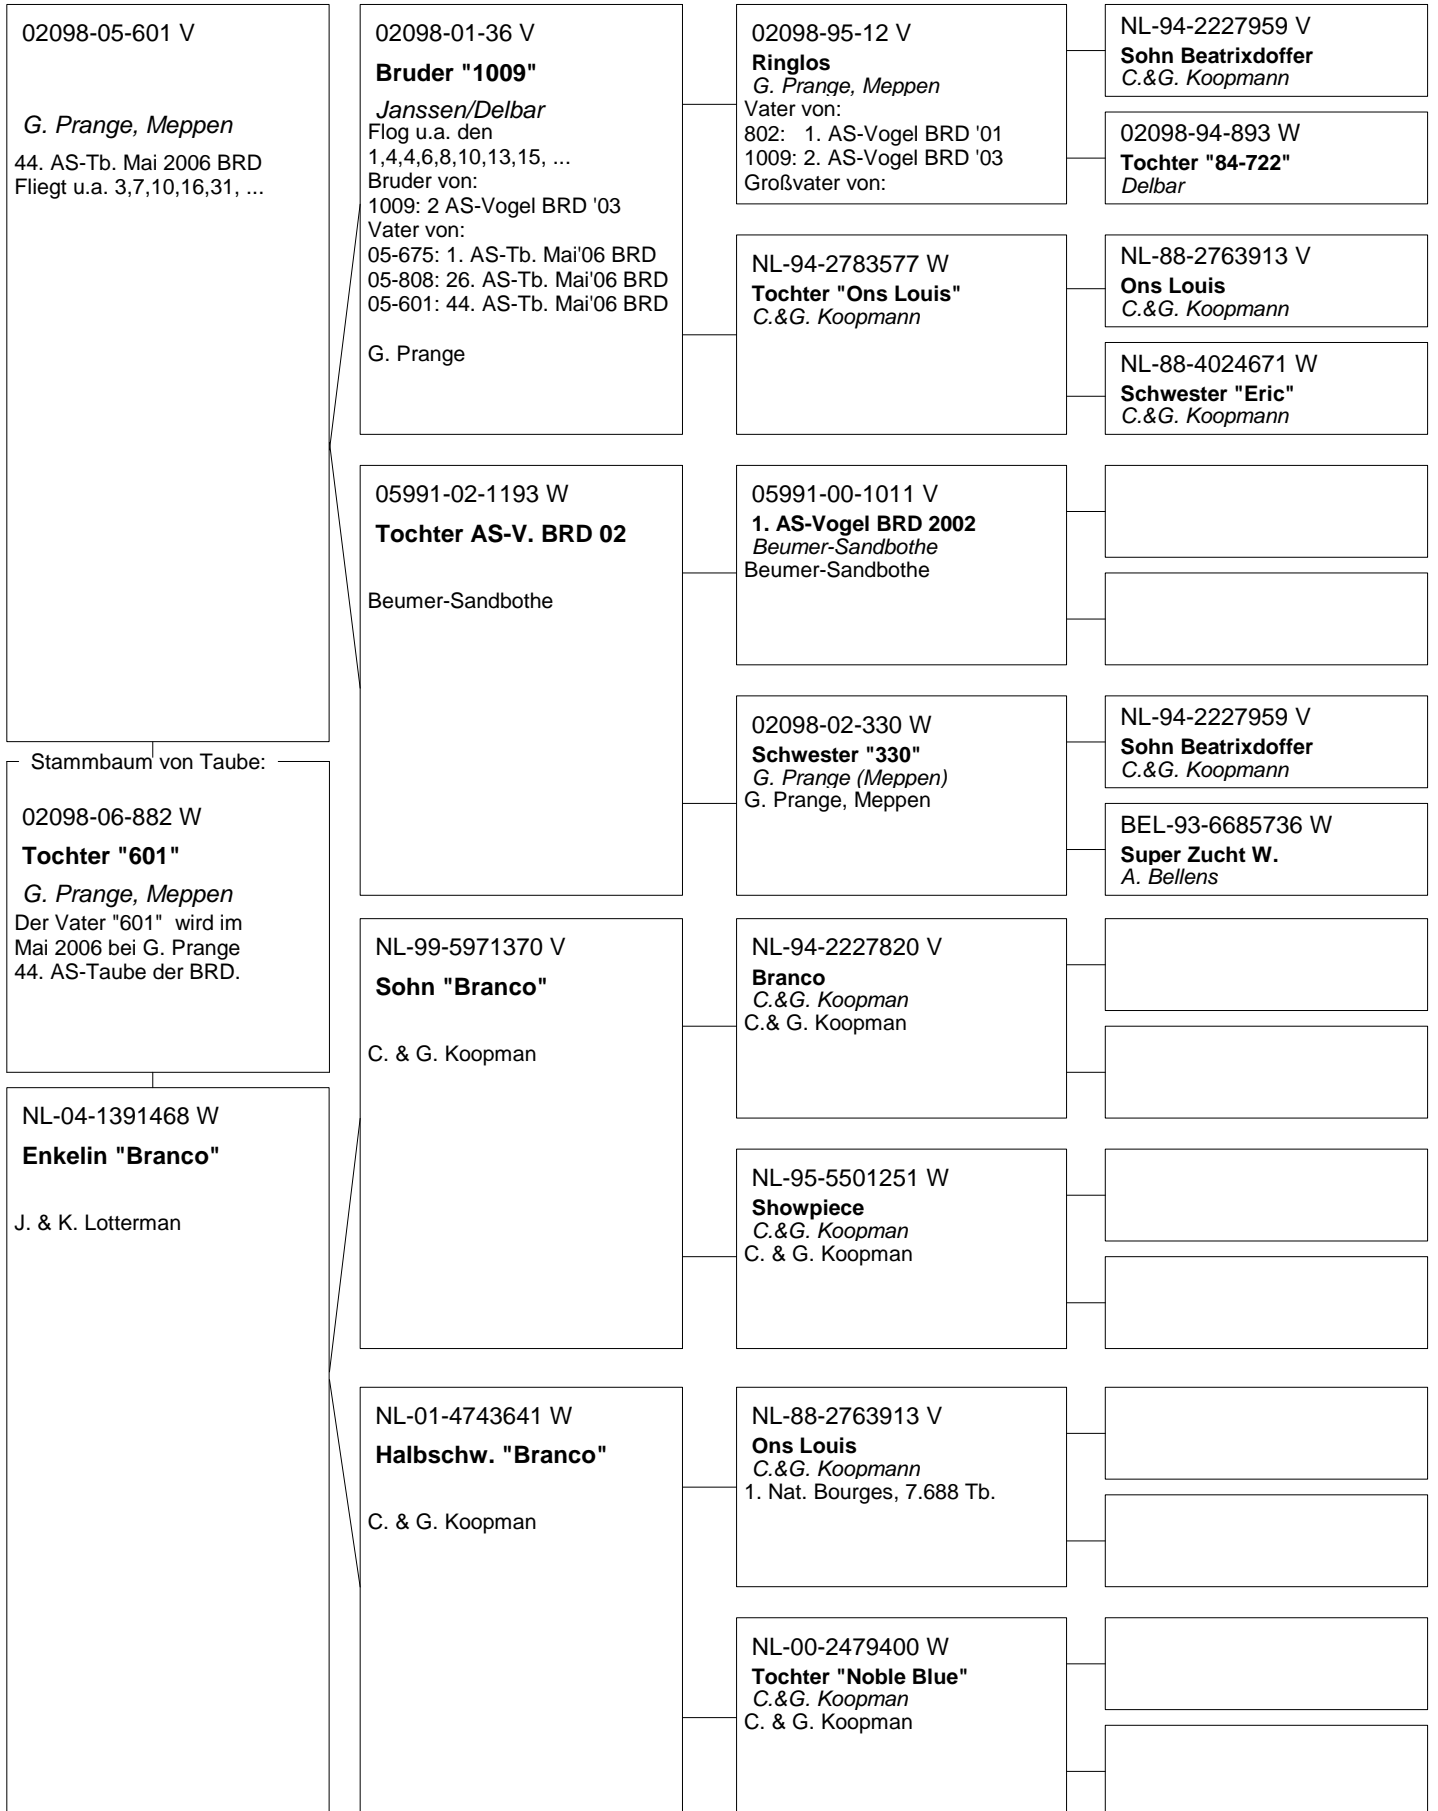 02098-05-601 V
G. Prange, Meppen
44. AS-Tb. Mai 2006 BRD
Fliegt u.a. 3,7,10,16,31, ...
Stammbaum von Taube:
02098-06-882 W
Tochter "601"
G. Prange, Meppen
Der Vater "601" wird im
Mai 2006 bei G. Prange
44. AS-Taube der BRD.
NL-04-1391468 W
Enkelin "Branco"
J. & K. Lotterman
02098-01-36 V
Bruder "1009"
Janssen/Delbar
Flog u.a. den
1,4,4,6,8,10,13,15, ...
Bruder von:
1009: 2 AS-Vogel BRD '03
Vater von:
05-675: 1. AS-Tb. Mai'06 BRD
05-808: 26. AS-Tb. Mai'06 BRD
05-601: 44. AS-Tb. Mai'06 BRD
G. Prange
05991-02-1193 W
Tochter AS-V. BRD 02
Beumer-Sandbothe
NL-99-5971370 V
Sohn "Branco"
C. & G. Koopman
NL-01-4743641 W
Halbschw. "Branco"
C. & G. Koopman
02098-95-12 V
Ringlos
G. Prange, Meppen
Vater von:
802: 1. AS-Vogel BRD '01
1009: 2. AS-Vogel BRD '03
Großvater von:
NL-94-2783577 W
Tochter "Ons Louis"
C.&G. Koopmann
05991-00-1011 V
1. AS-Vogel BRD 2002
Beumer-Sandbothe
Beumer-Sandbothe
02098-02-330 W
Schwester "330"
G. Prange (Meppen)
G. Prange, Meppen
NL-94-2227820 V
Branco
C.&G. Koopman
C.& G. Koopman
NL-95-5501251 W
Showpiece
C.&G. Koopman
C. & G. Koopman
NL-88-2763913 V
Ons Louis
C.&G. Koopmann
1. Nat. Bourges, 7.688 Tb.
NL-00-2479400 W
Tochter "Noble Blue"
C.&G. Koopman
C. & G. Koopman
NL-94-2227959 V
Sohn Beatrixdoffer
C.&G. Koopmann
02098-94-893 W
Tochter "84-722"
Delbar
NL-88-2763913 V
Ons Louis
C.&G. Koopmann
NL-88-4024671 W
Schwester "Eric"
C.&G. Koopmann
NL-94-2227959 V
Sohn Beatrixdoffer
C.&G. Koopmann
BEL-93-6685736 W
Super Zucht W.
A. Bellens